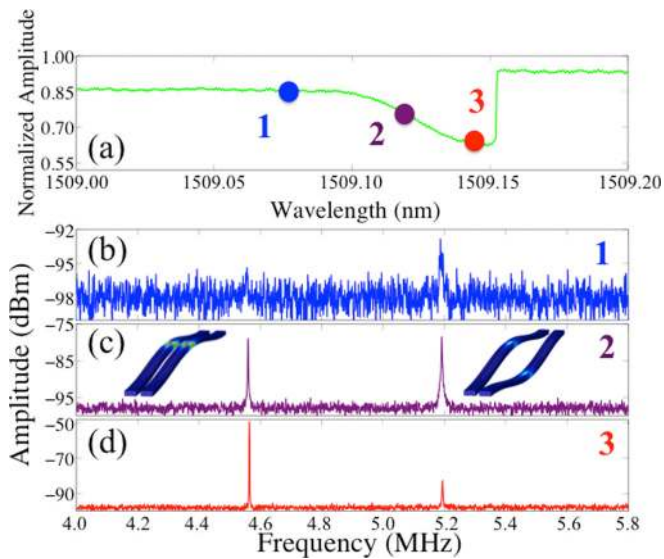 1.00
0.85
0.70
0.55
Normalized Amplitude
(a)
1
2
3
1509.00 1509.05 1509.10 1509.15 1509.20
Wavelength (nm)
−92
−95
−98
(b)
1
−75
−85
−95
(c)
2
−50
−70
−90
(d)
3
Amplitude (dBm)
4.0 4.2 4.4 4.6 4.8 5.0 5.2 5.4 5.6 5.8
Frequency (MHz)